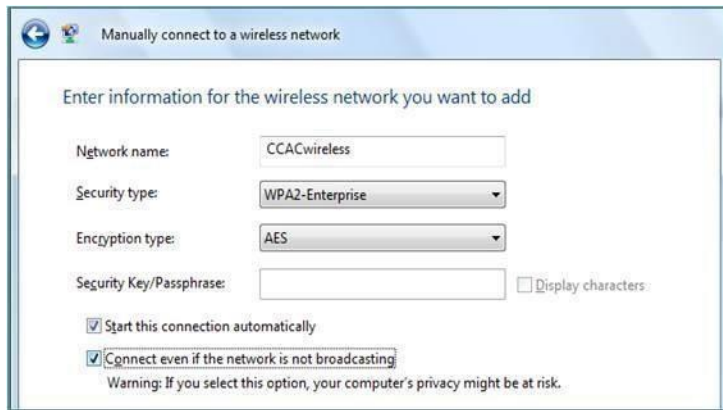 Manually connect to a wireless network
Enter information for the wireless network you want to add
Network name: CCACwireless
Security type: WPA2-Enterprise
Encryption type: AES
Security Key/Passphrase: Display characters
Start this connection automatically
Connect even if the network is not broadcasting
Warning: If you select this option, your computer's privacy might be at risk.